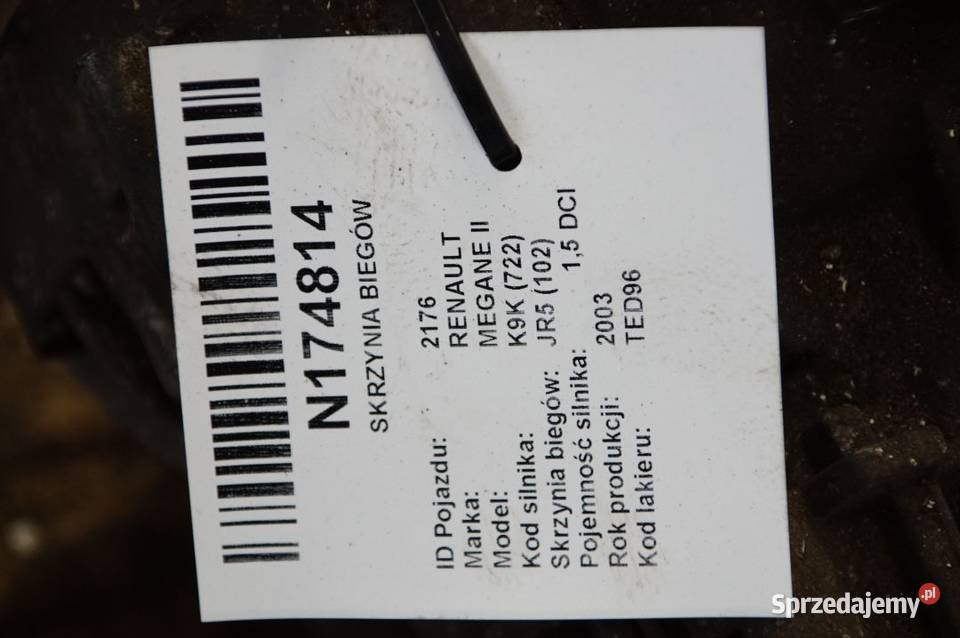 N174814
SKRZYNIA BIEGÓW
ID Pojazdu: 2176
Marka: RENAULT
Model: MEGANE II
Kod silnika: K9K (722)
Skrzynia biegów: JR5 (102)
Pojemność silnika: 1,5 DCI
Rok produkcji: 2003
Kod lakieru: TED96
Sprzedajemy.pl